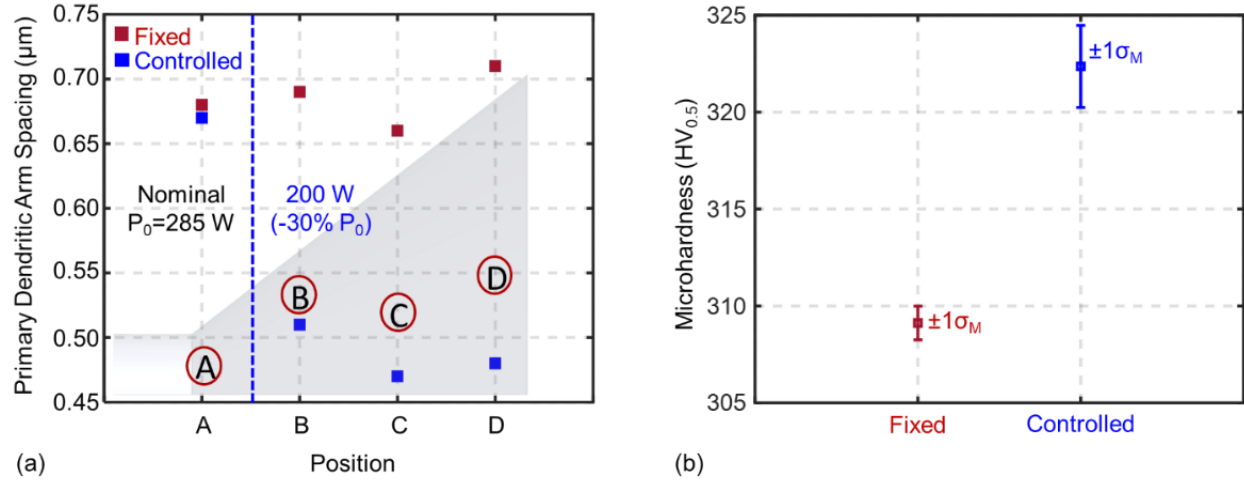 Primary Dendritic Arm Spacing (µm)
0.75
0.70
0.65
0.60
0.55
0.50
0.45
Fixed
Controlled
Nominal
P₀=285 W
200 W
(-30% P₀)
A
B
C
D
A
B
C
D
Position
(a)
Microhardness (HV₀.₅)
325
320
315
310
305
±1σ_M
±1σ_M
Fixed
Controlled
(b)